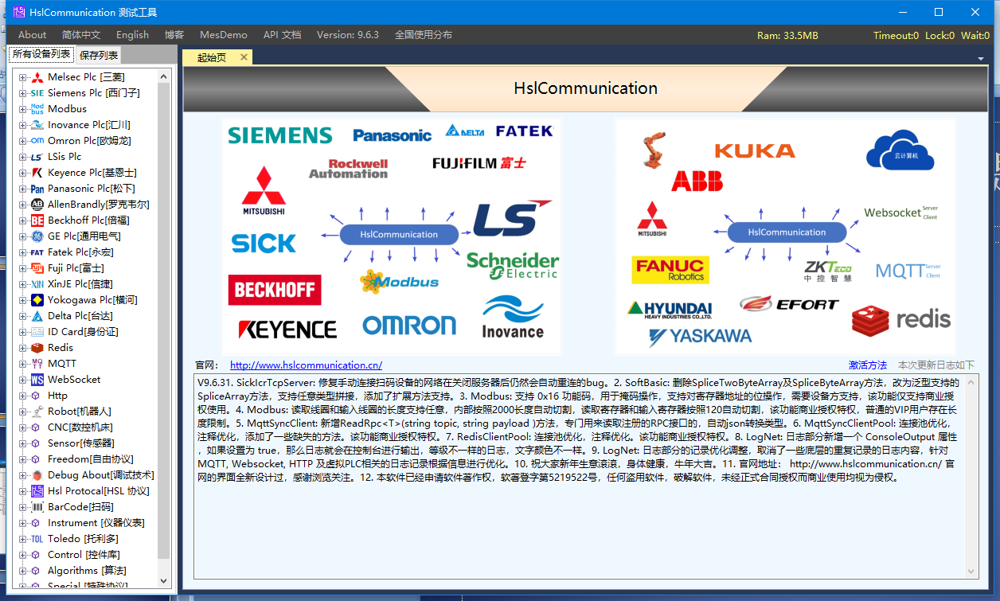 HslCommunication 测试工具
About 简体中文 English 博客 MesDemo API 文档 Version: 9.6.3 全国使用分布 Ram: 33.5MB Timeout:0 Lock:0 Wait:0
所有设备列表 保存列表
起始页
Melsec Plc [三菱]
SIE Siemens Plc [西门子]
Mod bus Modbus
Inovance Plc[汇川]
om Omron Plc[欧姆龙]
LS LSis Plc
Keyence Plc[基恩士]
Pan Panasonic Plc[松下]
AB AllenBrandly[罗克韦尔]
BE Beckhoff Plc[倍福]
GE Plc[通用电气]
FAT Fatek Plc[永宏]
Fuji Fuji Plc[富士]
XIN XinJE Plc[信捷]
Yokogawa Plc[横河]
Delta Plc[台达]
ID Card[身份证]
Redis
MQ TT MQTT
WS WebSocket
Http
Robot[机器人]
CNC[数控机床]
Sensor[传感器]
Freedom[自由协议]
Debug About[调试技术]
Hsl Protocal[HSL 协议]
BarCode[扫码]
Instrument [仪器仪表]
TOL Toledo [托利多]
Control [控件库]
Algorithms [算法]
Special [特殊协议]
HslCommunication
SIEMENS
Panasonic
DELTA
FATEK
Rockwell
Automation
FUJIFILM 富士
MITSUBISHI
LS
HslCommunication
SICK
Schneider
Electric
BECKHOFF
Modbus
KEYENCE
OMRON
Inovance
KUKA
云计算机
ABB
MITSUBISHI
HslCommunication
Websocket Server
Client
FANUC
Robotics
ZKTECO
中控智慧
MQTT Server
Client
HYUNDAI
HEAVY INDUSTRIES CO.,LTD.
EFORT
redis
YASKAWA
官网： http://www.hslcommunication.cn/ 激活方法 本次更新日志如下
V9.6.31. SickIcrTcpServer: 修复手动连接扫码设备的网络在关闭服务器后仍然会自动重连的bug。2. SoftBasic: 删除SpliceTwoByteArray及SpliceByteArray方法，改为泛型支持的
SpliceArray方法，支持任意类型拼接，添加了扩展方法支持。3. Modbus: 支持 0x16 功能码，用于掩码操作，支持对寄存器地址的位操作，需要设备方支持，该功能仅支持商业授
权使用。4. Modbus: 读取线圈和输入线圈的长度支持任意，内部按照2000长度自动切割，读取寄存器和输入寄存器按照120自动切割，该功能商业授权特权，普通的VIP用户存在长
度限制。5. MqttSyncClient: 新增ReadRpc<T>(string topic, string payload )方法，专门用来读取注册的RPC接口的，自动json转换类型。6. MqttSyncClient: 连接池优化，
注释优化，添加了一些缺失的方法。该功能商业授权特权。7. RedisClientPool: 连接池优化，注释优化。该功能商业授权特权。8. LogNet: 日志部分新增一个 ConsoleOutput 属性
，如果设置为 true，那么日志就会在控制台进行输出，等级不一样的日志，文字颜色不一样。9. LogNet: 日志部分的记录优化调整，取消了一些底层的重复记录的日志内容，针对
MQTT, Websocket, HTTP 及虚拟PLC相关的日志记录根据信息进行优化。10. 祝大家新年生意滚滚，身体健康，牛年大吉。11. 官网地址： http://www.hslcommunication.cn/ 官
网的界面全新设计过，感谢浏览关注。12. 本软件已经申请软件著作权，软著登字第5219522号，任何盗用软件，破解软件，未经正式合同授权而商业使用均视为侵权。